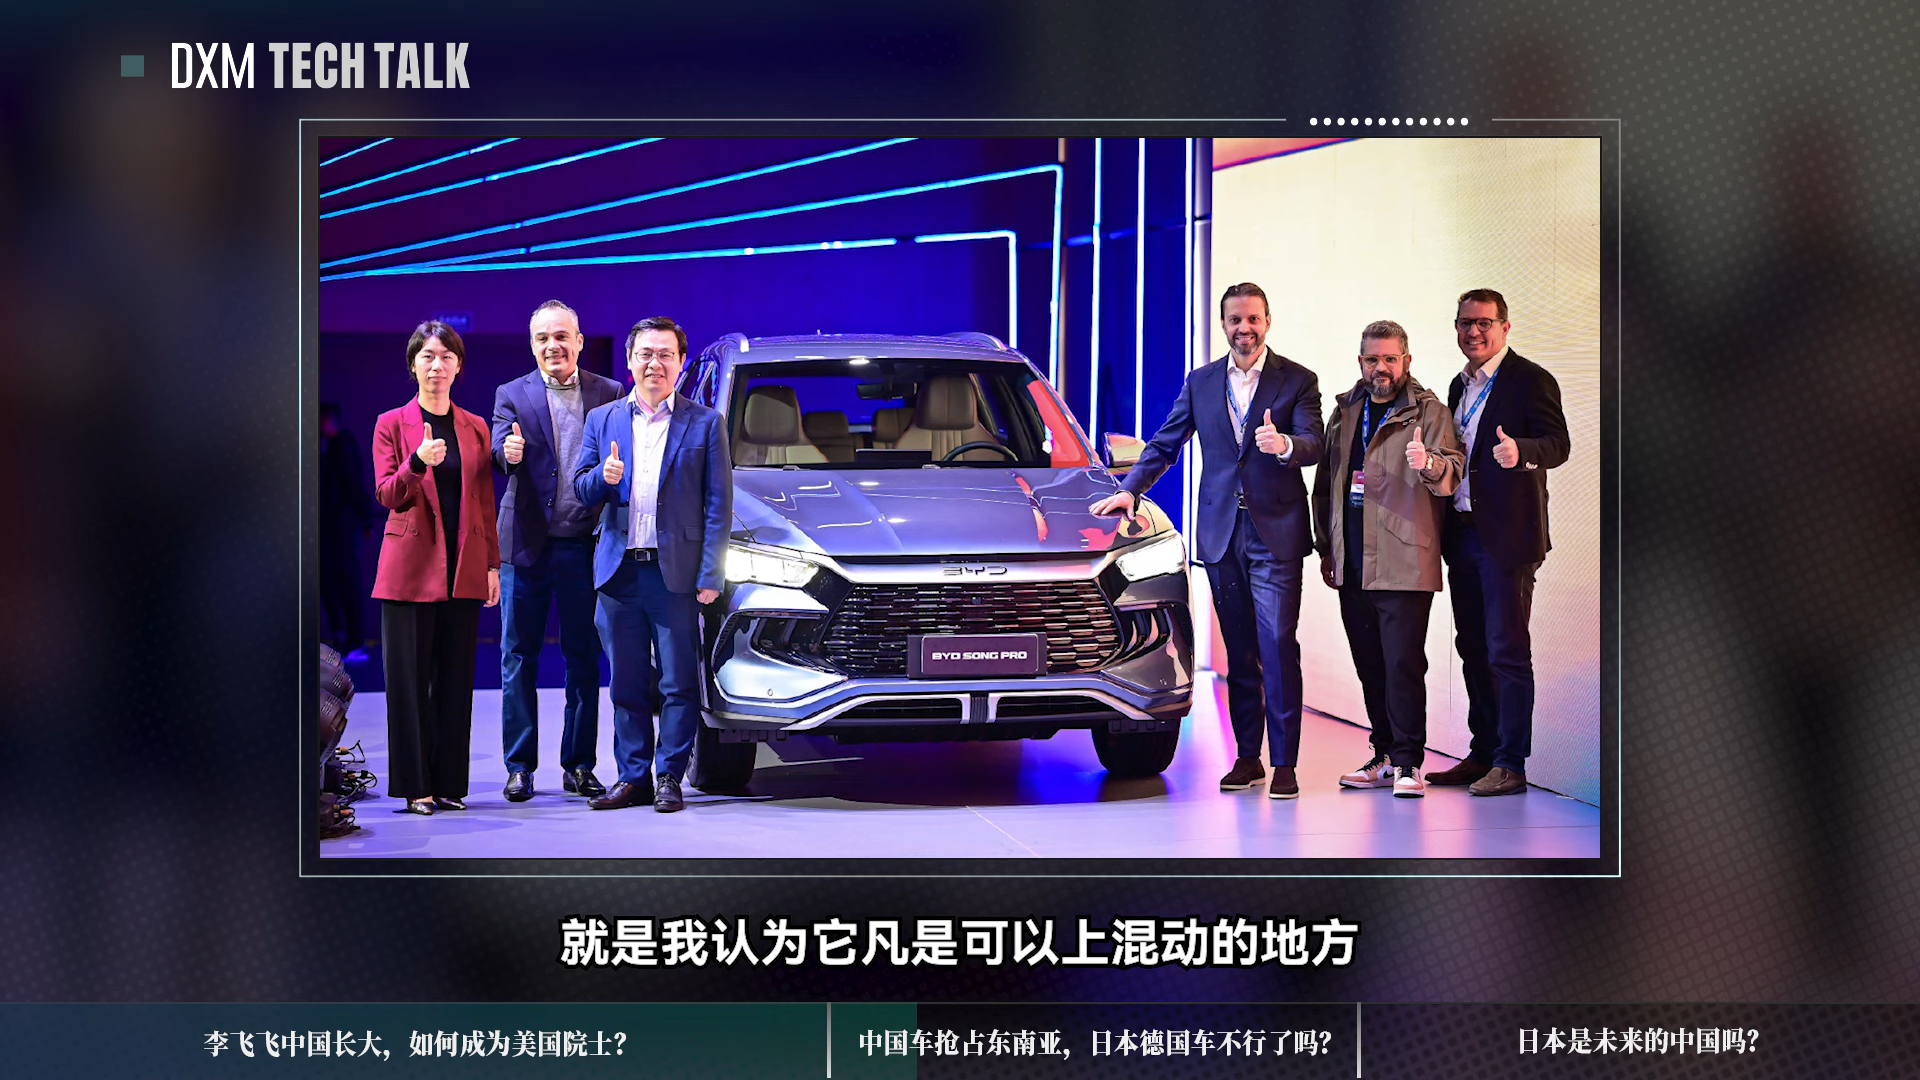 DXM TECH TALK
BYD
BYD SONG PRO
就是我认为它凡是可以上混动的地方
李飞飞中国长大，如何成为美国院士？
中国车抢占东南亚，日本德国车不行了吗？
日本是未来的中国吗？